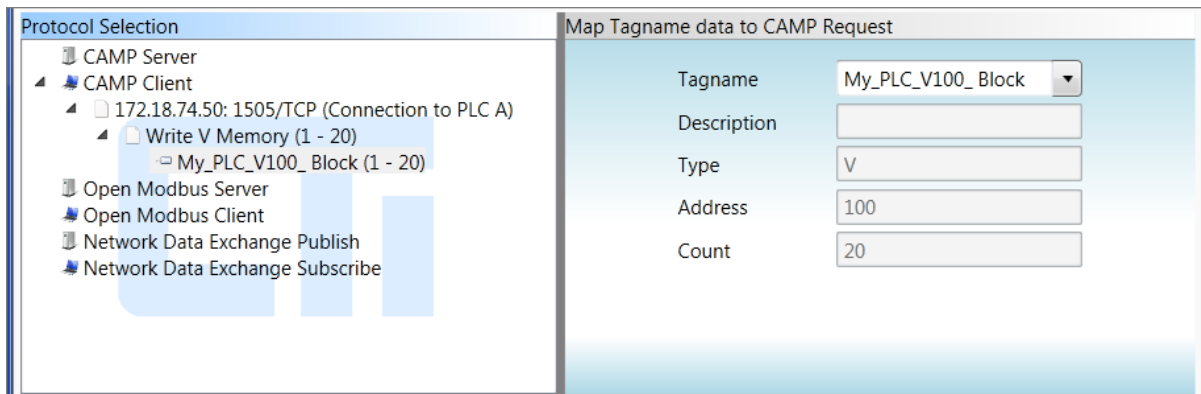 Protocol Selection
CAMP Server
CAMP Client
172.18.74.50: 1505/TCP (Connection to PLC A)
Write V Memory (1 - 20)
My_PLC_V100_ Block (1 - 20)
Open Modbus Server
Open Modbus Client
Network Data Exchange Publish
Network Data Exchange Subscribe
Map Tagname data to CAMP Request
Tagname My_PLC_V100_ Block
Description
Type V
Address 100
Count 20